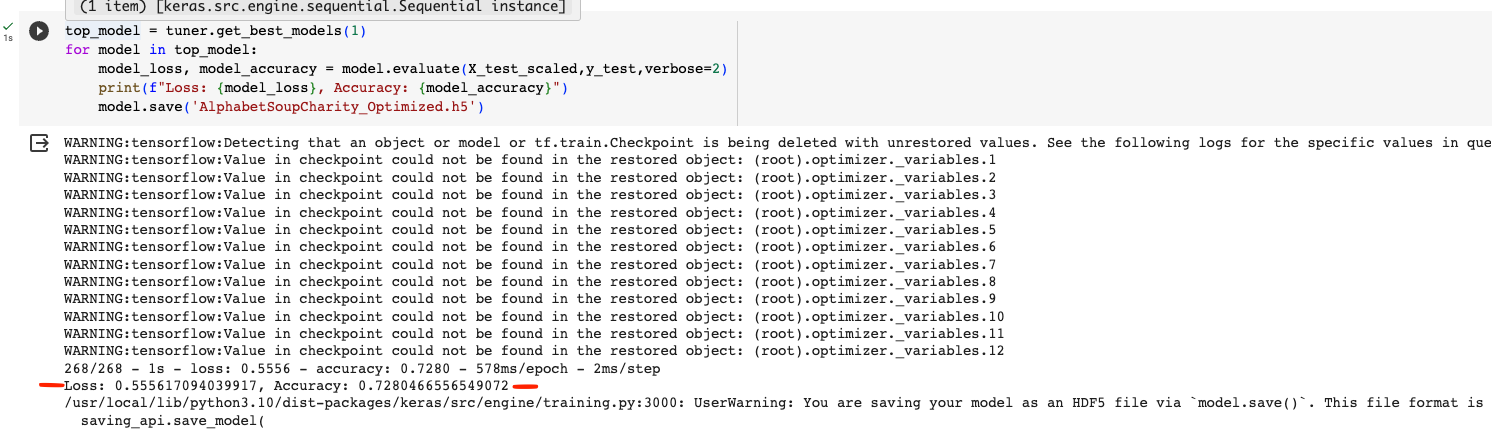 (1 item) [keras.src.engine.sequential.Sequential instance]
1s
top_model = tuner.get_best_models(1)
for model in top_model:
    model_loss, model_accuracy = model.evaluate(X_test_scaled,y_test,verbose=2)
    print(f"Loss: {model_loss}, Accuracy: {model_accuracy}")
    model.save('AlphabetSoupCharity_Optimized.h5')
WARNING:tensorflow:Detecting that an object or model or tf.train.Checkpoint is being deleted with unrestored values. See the following logs for the specific values in que
WARNING:tensorflow:Value in checkpoint could not be found in the restored object: (root).optimizer._variables.1
WARNING:tensorflow:Value in checkpoint could not be found in the restored object: (root).optimizer._variables.2
WARNING:tensorflow:Value in checkpoint could not be found in the restored object: (root).optimizer._variables.3
WARNING:tensorflow:Value in checkpoint could not be found in the restored object: (root).optimizer._variables.4
WARNING:tensorflow:Value in checkpoint could not be found in the restored object: (root).optimizer._variables.5
WARNING:tensorflow:Value in checkpoint could not be found in the restored object: (root).optimizer._variables.6
WARNING:tensorflow:Value in checkpoint could not be found in the restored object: (root).optimizer._variables.7
WARNING:tensorflow:Value in checkpoint could not be found in the restored object: (root).optimizer._variables.8
WARNING:tensorflow:Value in checkpoint could not be found in the restored object: (root).optimizer._variables.9
WARNING:tensorflow:Value in checkpoint could not be found in the restored object: (root).optimizer._variables.10
WARNING:tensorflow:Value in checkpoint could not be found in the restored object: (root).optimizer._variables.11
WARNING:tensorflow:Value in checkpoint could not be found in the restored object: (root).optimizer._variables.12
268/268 - 1s - loss: 0.5556 - accuracy: 0.7280 - 578ms/epoch - 2ms/step
Loss: 0.555617094039917, Accuracy: 0.7280466556549072
/usr/local/lib/python3.10/dist-packages/keras/src/engine/training.py:3000: UserWarning: You are saving your model as an HDF5 file via `model.save()`. This file format is
  saving_api.save_model(